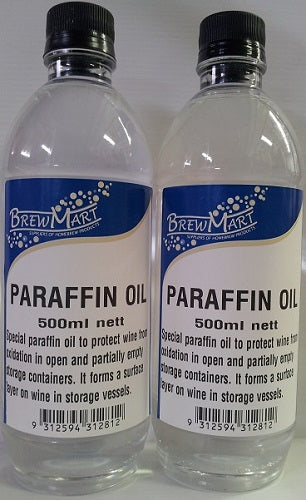 BREWMART
SUPPLIERS OF HOMEBREW PRODUCTS
PARAFFIN OIL
500ml nett
Special paraffin oil to protect wine from
oxidation in open and partially empty
storage containers. It forms a surface
layer on wine in storage vessels.
9 312594 312812
BREWMART
SUPPLIERS OF HOMEBREW PRODUCTS
PARAFFIN OIL
500ml nett
Special paraffin oil to protect wine from
oxidation in open and partially empty
storage containers. It forms a surface
layer on wine in storage vessels.
9 312594 312812